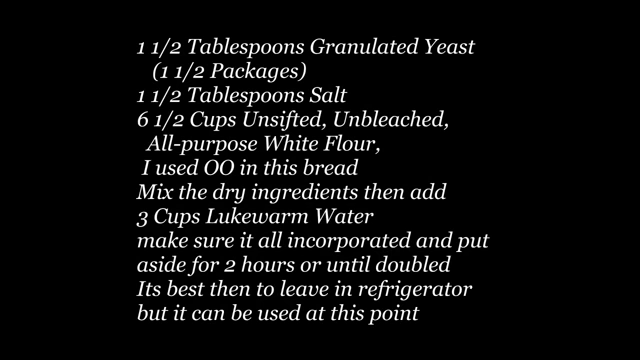 1 1/2 Tablespoons Granulated Yeast
(1 1/2 Packages)
1 1/2 Tablespoons Salt
6 1/2 Cups Unsifted, Unbleached,
All-purpose White Flour,
I used OO in this bread
Mix the dry ingredients then add
3 Cups Lukewarm Water
make sure it all incorporated and put
aside for 2 hours or until doubled
Its best then to leave in refrigerator
but it can be used at this point